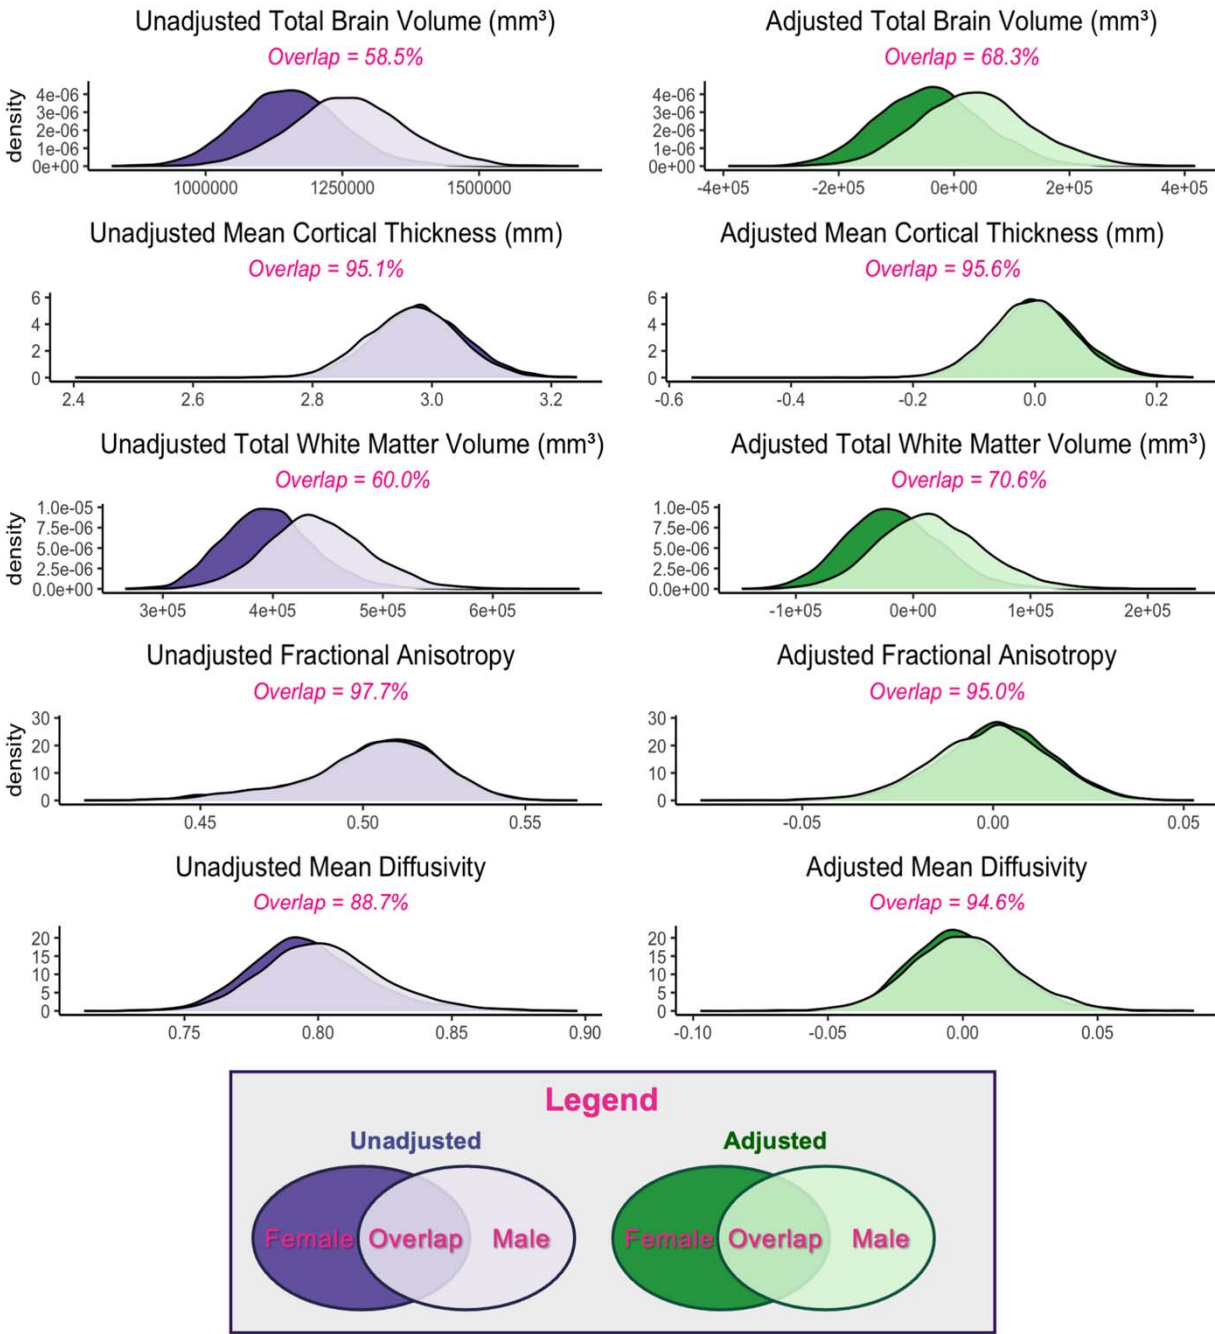 Unadjusted Total Brain Volume (mm³)
Overlap = 58.5%
density
4e-06
3e-06
2e-06
1e-06
0e+00
1000000 1250000 1500000
Adjusted Total Brain Volume (mm³)
Overlap = 68.3%
4e-06
3e-06
2e-06
1e-06
0e+00
-4e+05 -2e+05 0e+00 2e+05 4e+05
Unadjusted Mean Cortical Thickness (mm)
Overlap = 95.1%
6
4
2
0
2.4 2.6 2.8 3.0 3.2
Adjusted Mean Cortical Thickness (mm)
Overlap = 95.6%
6
4
2
0
-0.6 -0.4 -0.2 0.0 0.2
Unadjusted Total White Matter Volume (mm³)
Overlap = 60.0%
density
1.0e-05
7.5e-06
5.0e-06
2.5e-06
0.0e+00
3e+05 4e+05 5e+05 6e+05
Adjusted Total White Matter Volume (mm³)
Overlap = 70.6%
1.0e-05
7.5e-06
5.0e-06
2.5e-06
0.0e+00
-1e+05 0e+00 1e+05 2e+05
Unadjusted Fractional Anisotropy
Overlap = 97.7%
density
30
20
10
0
0.45 0.50 0.55
Adjusted Fractional Anisotropy
Overlap = 95.0%
30
20
10
0
-0.05 0.00 0.05
Unadjusted Mean Diffusivity
Overlap = 88.7%
20
15
10
5
0
0.75 0.80 0.85 0.90
Adjusted Mean Diffusivity
Overlap = 94.6%
20
15
10
5
0
-0.10 -0.05 0.00 0.05
Legend
Unadjusted
Female Overlap Male
Adjusted
Female Overlap Male